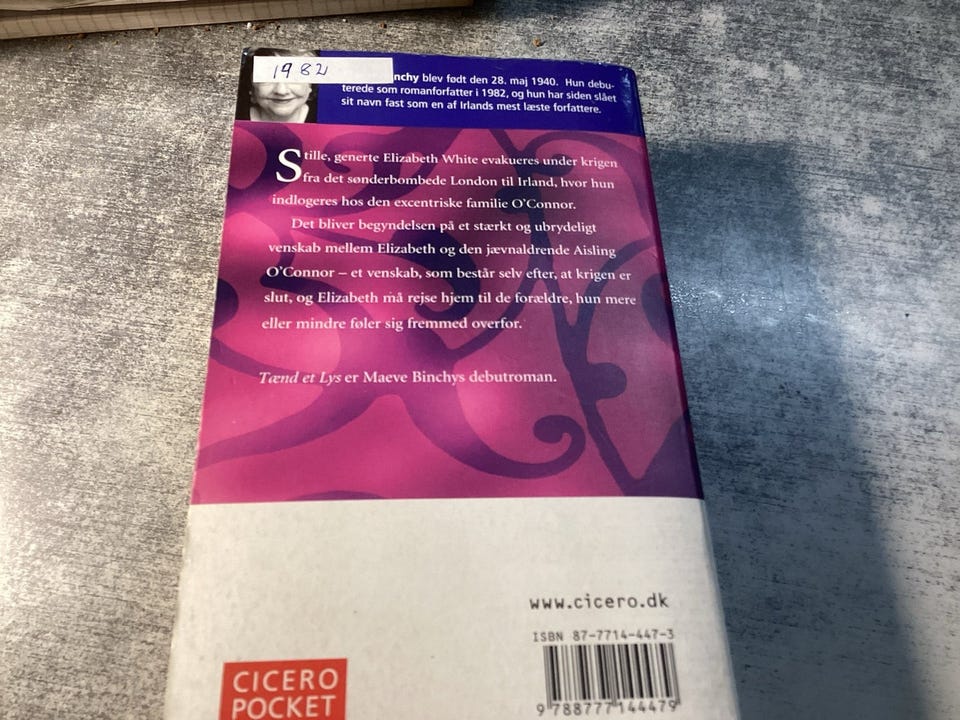 1982
nchy blev født den 28. maj 1940. Hun debu-
terede som romanforfatter i 1982, og hun har siden slået
sit navn fast som en af Irlands mest læste forfattere.
Stille, generte Elizabeth White evakueres under krigen
fra det sønderbombede London til Irland, hvor hun
indlogeres hos den excentriske familie O'Connor.
Det bliver begyndelsen på et stærkt og ubrydeligt
venskab mellem Elizabeth og den jævnaldrende Aisling
O'Connor – et venskab, som består selv efter, at krigen er
slut, og Elizabeth må rejse hjem til de forældre, hun mere
eller mindre føler sig fremmed overfor.
Tænd et Lys er Maeve Binchys debutroman.
www.cicero.dk
ISBN 87-7714-447-3
9788777144479
CICERO
POCKET